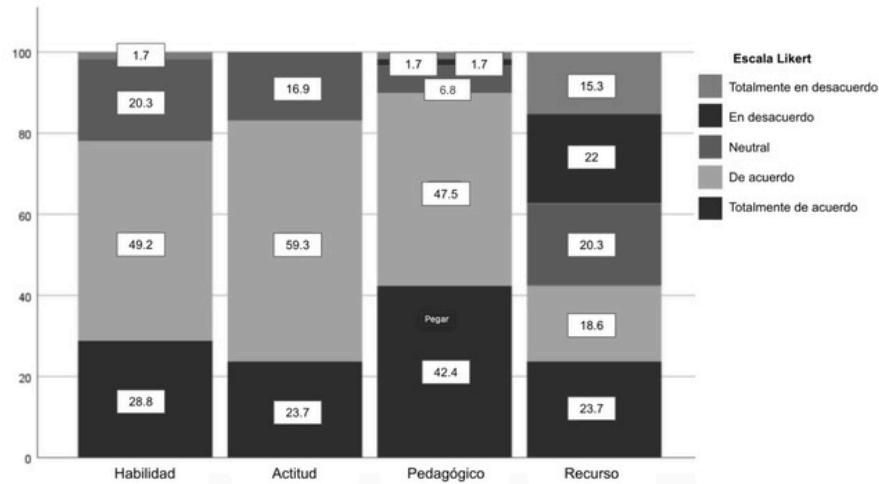 100
80
60
40
20
0
1.7
20.3
49.2
28.8
16.9
59.3
23.7
1.7 1.7
6.8
47.5
Pegar
42.4
15.3
22
20.3
18.6
23.7
Habilidad Actitud Pedagógico Recurso
Escala Likert
Totalmente en desacuerdo
En desacuerdo
Neutral
De acuerdo
Totalmente de acuerdo